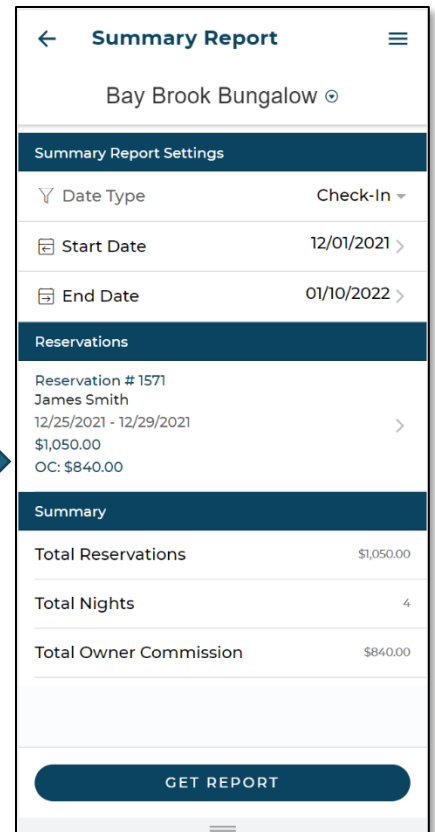 Summary Report
Bay Brook Bungalow
Summary Report Settings
Date Type Check-In
Start Date 12/01/2021
End Date 01/10/2022
Reservations
Reservation # 1571
James Smith
12/25/2021 - 12/29/2021
$1,050.00
OC: $840.00
Summary
Total Reservations $1,050.00
Total Nights 4
Total Owner Commission $840.00
GET REPORT